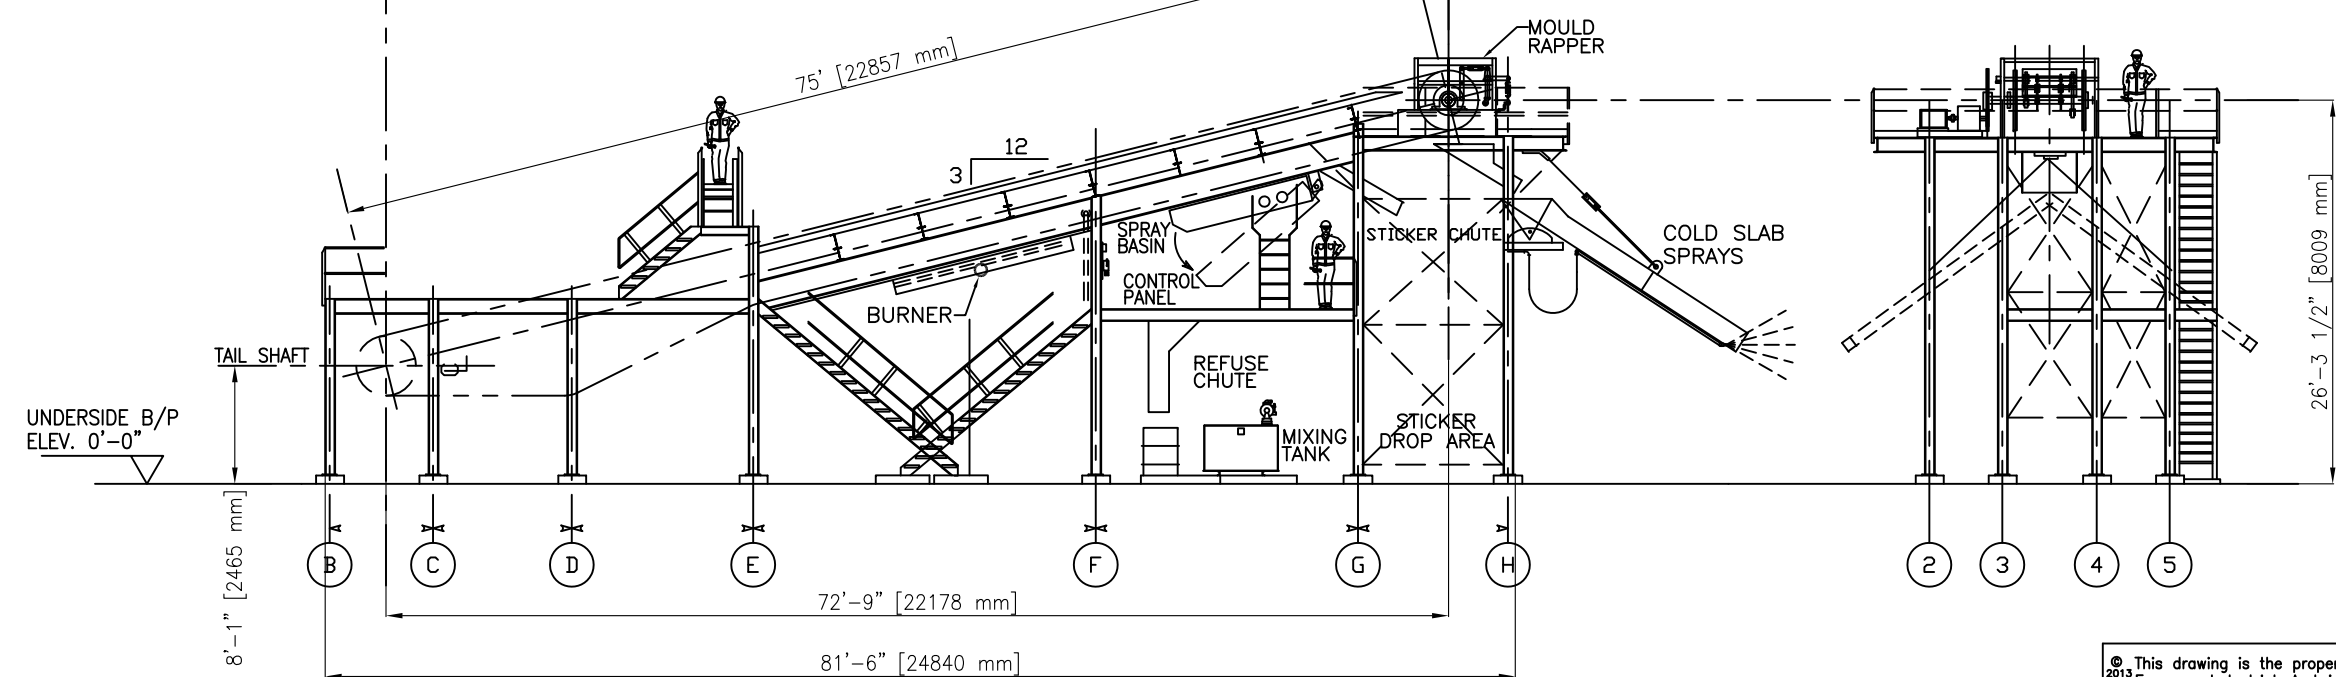 MOULD
RAPPER
75' [22857 mm]
12
3
SPRAY
BASIN
STICKER CHUTE
COLD SLAB
SPRAYS
CONTROL
PANEL
BURNER
TAIL SHAFT
REFUSE
CHUTE
UNDERSIDE B/P
ELEV. 0'-0"
MIXING
TANK
STICKER
DROP AREA
26'-3 1/2" [8009 mm]
8'-1" [2465 mm]
B
C
D
E
F
G
H
2
3
4
5
72'-9" [22178 mm]
81'-6" [24840 mm]
© 2013 This drawing is the proper